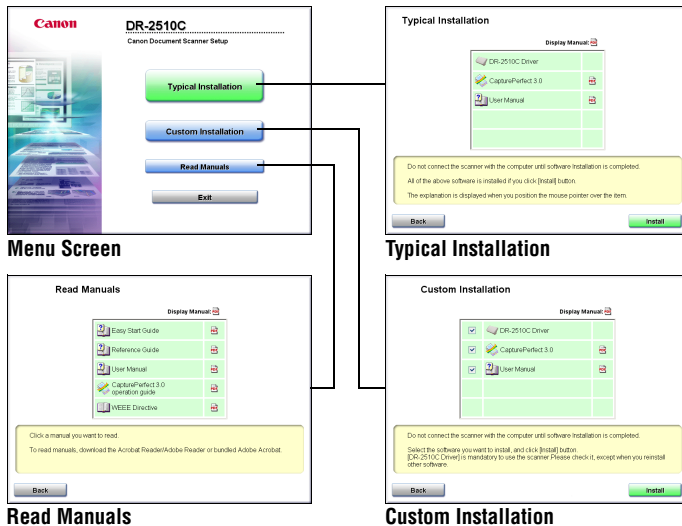 Canon
DR-2510C
Canon Document Scanner Setup
Typical Installation
Custom Installation
Read Manuals
Exit
Menu Screen
Typical Installation
Display Manual:
DR-2510C Driver
CapturePerfect 3.0
User Manual
Do not connect the scanner with the computer until software Installation is completed.
All of the above software is installed if you click [Install] button.
The explanation is displayed when you position the mouse pointer over the item.
Back
Install
Typical Installation
Read Manuals
Display Manual:
Easy Start Guide
Reference Guide
User Manual
CapturePerfect 3.0
operation guide
WEEE Directive
Click a manual you want to read.
To read manuals, download the Acrobat Reader/Adobe Reader or bundled Adobe Acrobat.
Back
Read Manuals
Custom Installation
Display Manual:
DR-2510C Driver
CapturePerfect 3.0
User Manual
Do not connect the scanner with the computer until software Installation is completed.
Select the software you want to install, and click [Install] button.
[DR-2510C Driver] is mandatory to use the scanner.Please check it, except when you reinstall
other software.
Back
Install
Custom Installation